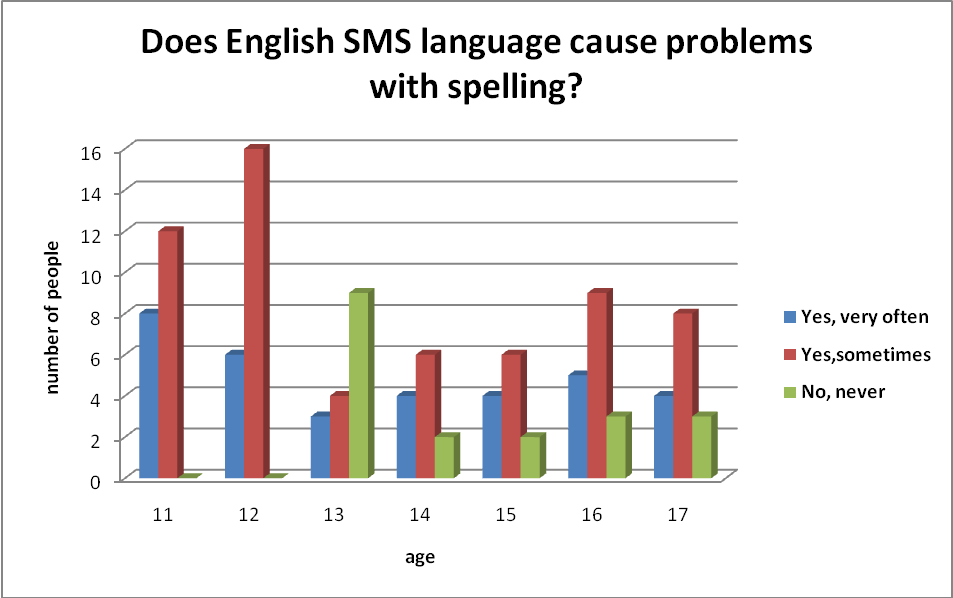 Does English SMS language cause problems
with spelling?
16
14
12
10
8
6
4
2
0
number of people
11 12 13 14 15 16 17
age
Yes, very often
Yes,sometimes
No, never